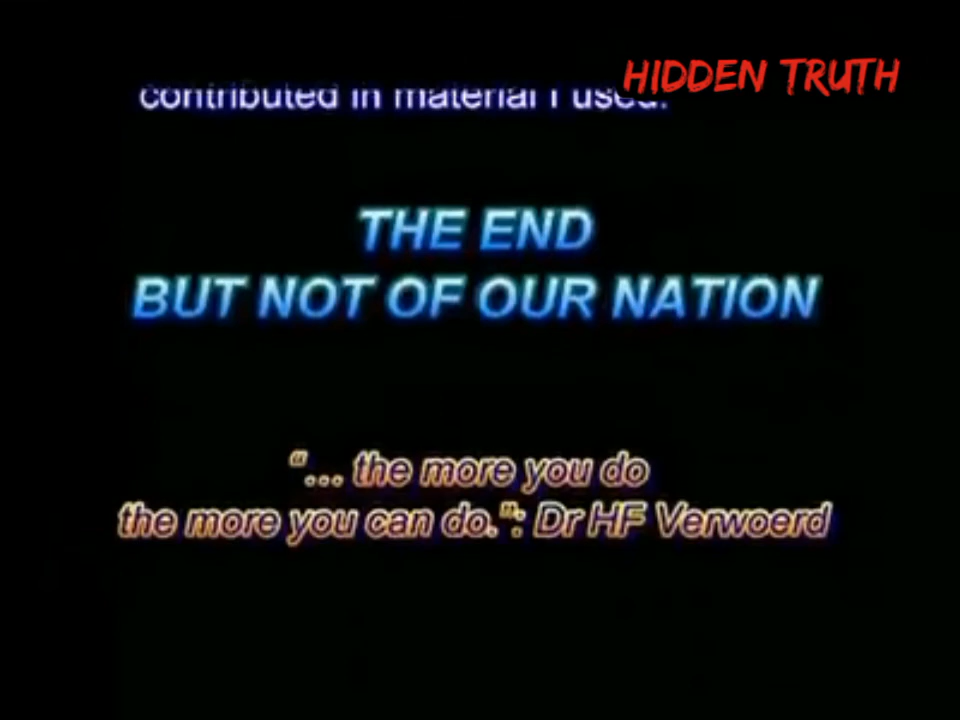 HIDDEN TRUTH
contributed in material I used.
THE END
BUT NOT OF OUR NATION
“... the more you do
the more you can do.”: Dr HF Verwoerd